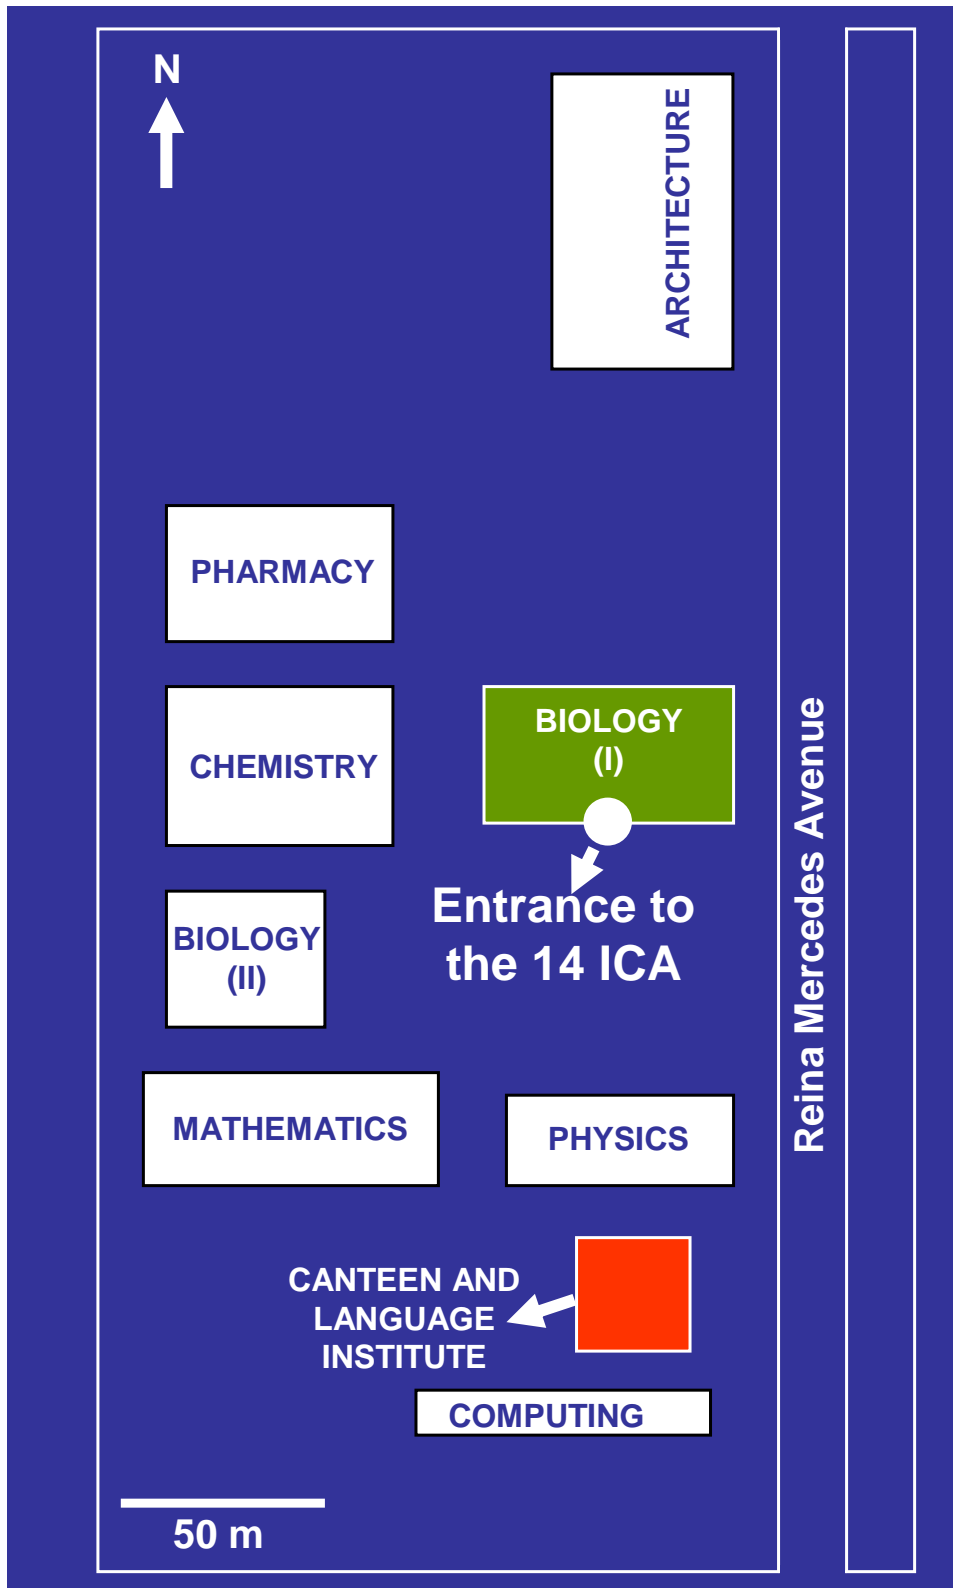 N
ARCHITECTURE
PHARMACY
CHEMISTRY
BIOLOGY
(I)
Entrance to
the 14 ICA
BIOLOGY
(II)
Reina Mercedes Avenue
MATHEMATICS
PHYSICS
CANTEEN AND
LANGUAGE
INSTITUTE
COMPUTING
50 m